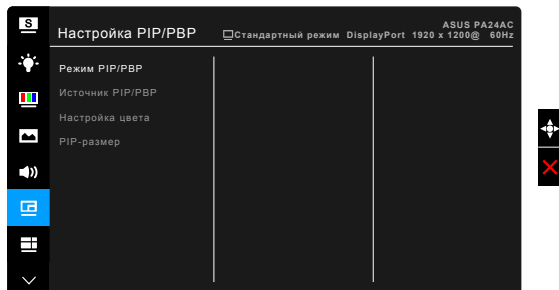 S
Настройка PIP/PBP
ASUS PA24AC
Стандартный режим DisplayPort 1920 x 1200@ 60Hz
Режим PIP/PBP
Источник PIP/PBP
Настройка цвета
PIP-размер